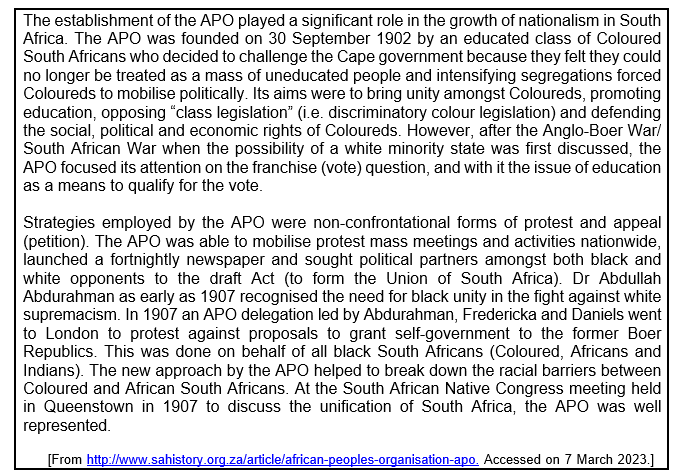 The establishment of the APO played a significant role in the growth of nationalism in South
Africa. The APO was founded on 30 September 1902 by an educated class of Coloured
South Africans who decided to challenge the Cape government because they felt they could
no longer be treated as a mass of uneducated people and intensifying segregations forced
Coloureds to mobilise politically. Its aims were to bring unity amongst Coloureds, promoting
education, opposing “class legislation” (i.e. discriminatory colour legislation) and defending
the social, political and economic rights of Coloureds. However, after the Anglo-Boer War/
South African War when the possibility of a white minority state was first discussed, the
APO focused its attention on the franchise (vote) question, and with it the issue of education
as a means to qualify for the vote.

Strategies employed by the APO were non-confrontational forms of protest and appeal
(petition). The APO was able to mobilise protest mass meetings and activities nationwide,
launched a fortnightly newspaper and sought political partners amongst both black and
white opponents to the draft Act (to form the Union of South Africa). Dr Abdullah
Abdurahman as early as 1907 recognised the need for black unity in the fight against white
supremacism. In 1907 an APO delegation led by Abdurahman, Fredericka and Daniels went
to London to protest against proposals to grant self-government to the former Boer
Republics. This was done on behalf of all black South Africans (Coloured, Africans and
Indians). The new approach by the APO helped to break down the racial barriers between
Coloured and African South Africans. At the South African Native Congress meeting held
in Queenstown in 1907 to discuss the unification of South Africa, the APO was well
represented.

[From http://www.sahistory.org.za/article/african-peoples-organisation-apo. Accessed on 7 March 2023.]